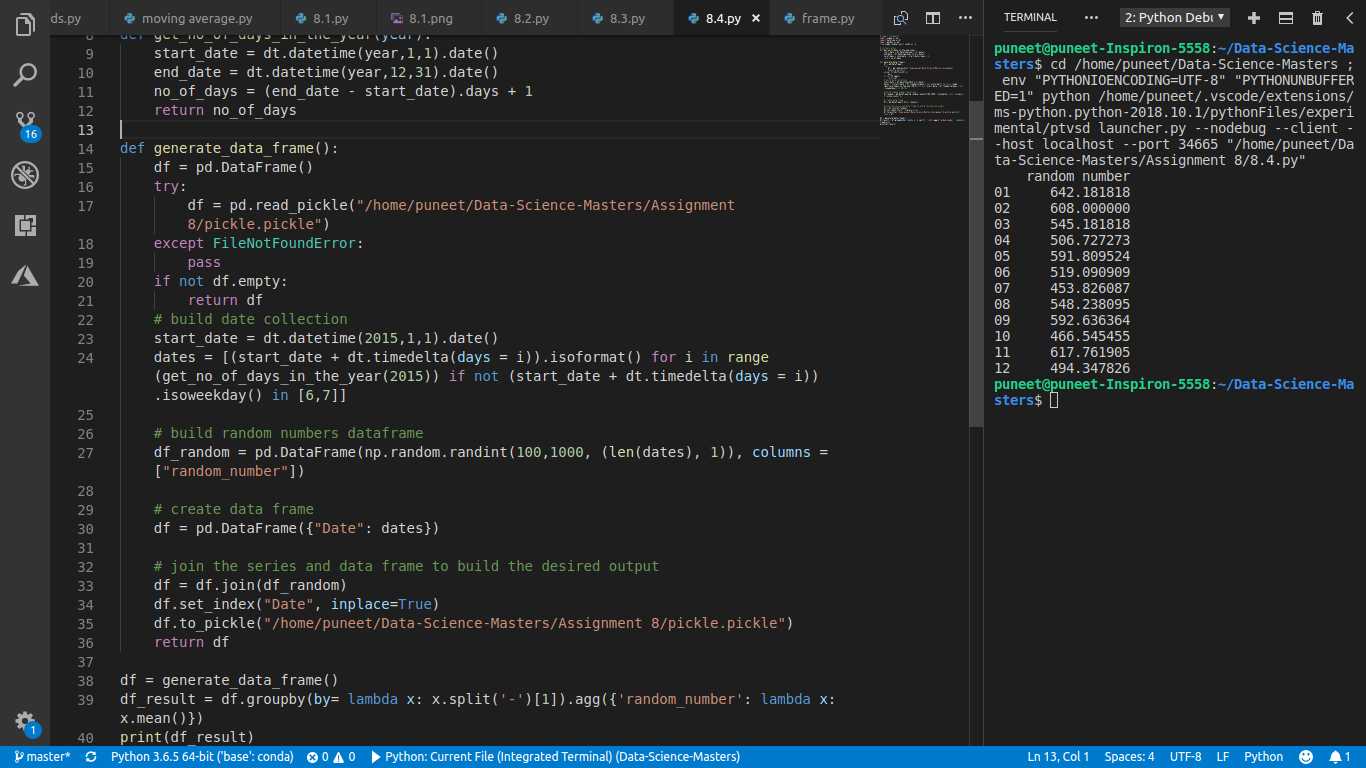 ds.py
moving average.py
8.1.py
8.1.png
8.2.py
8.3.py
8.4.py
frame.py
8 def get_no_of_days_in_the_year(year):
9 start_date = dt.datetime(year,1,1).date()
10 end_date = dt.datetime(year,12,31).date()
11 no_of_days = (end_date - start_date).days + 1
12 return no_of_days
13
14 def generate_data_frame():
15 df = pd.DataFrame()
16 try:
17 df = pd.read_pickle("/home/puneet/Data-Science-Masters/Assignment
8/pickle.pickle")
18 except FileNotFoundError:
19 pass
20 if not df.empty:
21 return df
22 # build date collection
23 start_date = dt.datetime(2015,1,1).date()
24 dates = [(start_date + dt.timedelta(days = i)).isoformat() for i in range
(get_no_of_days_in_the_year(2015)) if not (start_date + dt.timedelta(days = i))
.isoweekday() in [6,7]]
25
26 # build random numbers dataframe
27 df_random = pd.DataFrame(np.random.randint(100,1000, (len(dates), 1)), columns =
["random_number"])
28
29 # create data frame
30 df = pd.DataFrame({"Date": dates})
31
32 # join the series and data frame to build the desired output
33 df = df.join(df_random)
34 df.set_index("Date", inplace=True)
35 df.to_pickle("/home/puneet/Data-Science-Masters/Assignment 8/pickle.pickle")
36 return df
37
38 df = generate_data_frame()
39 df_result = df.groupby(by= lambda x: x.split('-')[1]).agg({'random_number': lambda x:
x.mean()})
40 print(df_result)
TERMINAL
2: Python Debu
puneet@puneet-Inspiron-5558:~/Data-Science-Ma
sters$ cd /home/puneet/Data-Science-Masters ;
env "PYTHONIOENCODING=UTF-8" "PYTHONUNBUFFER
ED=1" python /home/puneet/.vscode/extensions/
ms-python.python-2018.10.1/pythonFiles/experi
mental/ptvsd_launcher.py --nodebug --client -
-host localhost --port 34665 "/home/puneet/Da
ta-Science-Masters/Assignment 8/8.4.py"
random_number
01 642.181818
02 608.000000
03 545.181818
04 506.727273
05 591.809524
06 519.090909
07 453.826087
08 548.238095
09 592.636364
10 466.545455
11 617.761905
12 494.347826
puneet@puneet-Inspiron-5558:~/Data-Science-Ma
sters$
16
1
master*
Python 3.6.5 64-bit ('base': conda)
0
0
Python: Current File (Integrated Terminal) (Data-Science-Masters)
Ln 13, Col 1
Spaces: 4
UTF-8
LF
Python
1